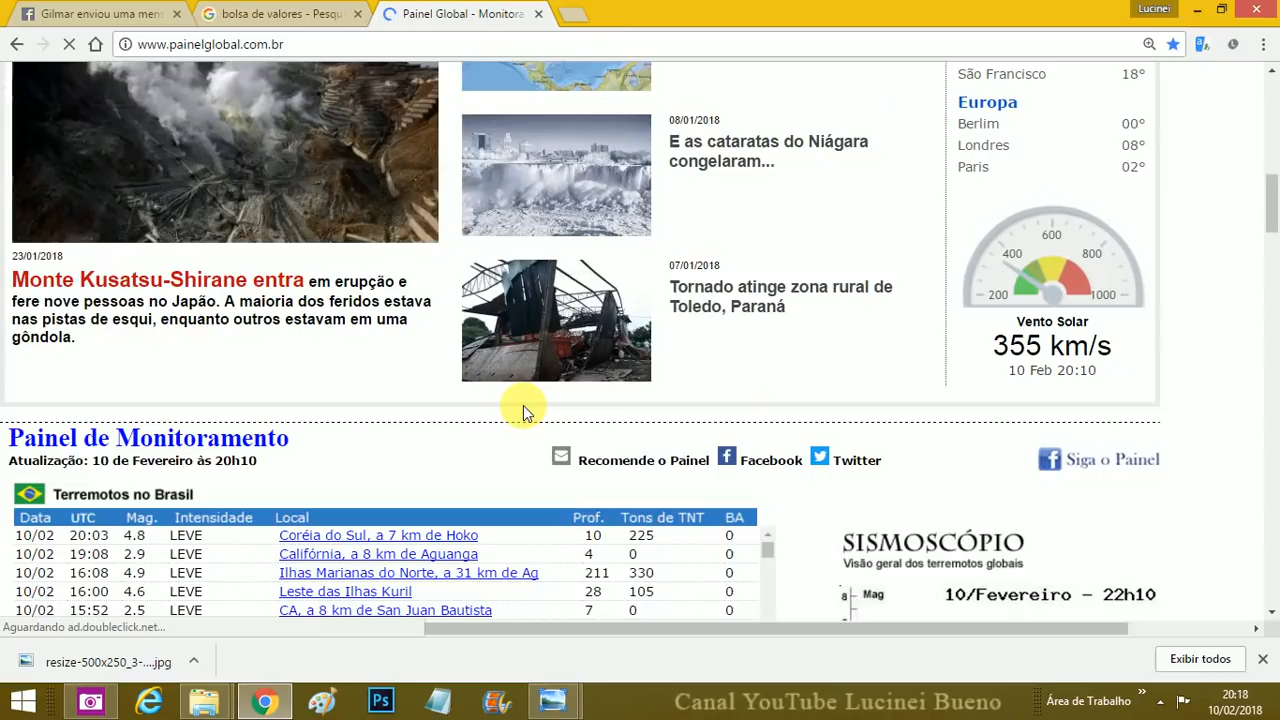 Gilmar enviou uma mens
bolsa de valores - Pesqu
Painel Global - Monitora
Lucinei
www.painelglobal.com.br
São Francisco 18°
Europa
Berlim 00°
Londres 08°
Paris 02°
08/01/2018
E as cataratas do Niágara
congelaram...
23/01/2018
Monte Kusatsu-Shirane entra em erupção e
fere nove pessoas no Japão. A maioria dos feridos estava
nas pistas de esqui, enquanto outros estavam em uma
gôndola.
07/01/2018
Tornado atinge zona rural de
Toledo, Paraná
200 400 600 800 1000
Vento Solar
355 km/s
10 Feb 20:10
Painel de Monitoramento
Atualização: 10 de Fevereiro às 20h10
Recomende o Painel Facebook Twitter
Siga o Painel
Terremotos no Brasil
Data UTC Mag. Intensidade Local Prof. Tons de TNT BA
10/02 20:03 4.8 LEVE Coréia do Sul, a 7 km de Hoko 10 225 0
10/02 19:08 2.9 LEVE Califórnia, a 8 km de Aguanga 4 0 0
10/02 16:08 4.9 LEVE Ilhas Marianas do Norte, a 31 km de Ag 211 330 0
10/02 16:00 4.6 LEVE Leste das Ilhas Kuril 28 105 0
10/02 15:52 2.5 LEVE CA, a 8 km de San Juan Bautista 7 0 0
SISMOSCÓPIO
Visão geral dos terremotos globais
8 Mag 10/Fevereiro - 22h10
Aguardando ad.doubleclick.net...
resize-500x250_3-....jpg
Exibir todos
Ps
Canal YouTube Lucinei Bueno
Área de Trabalho
20:18
10/02/2018